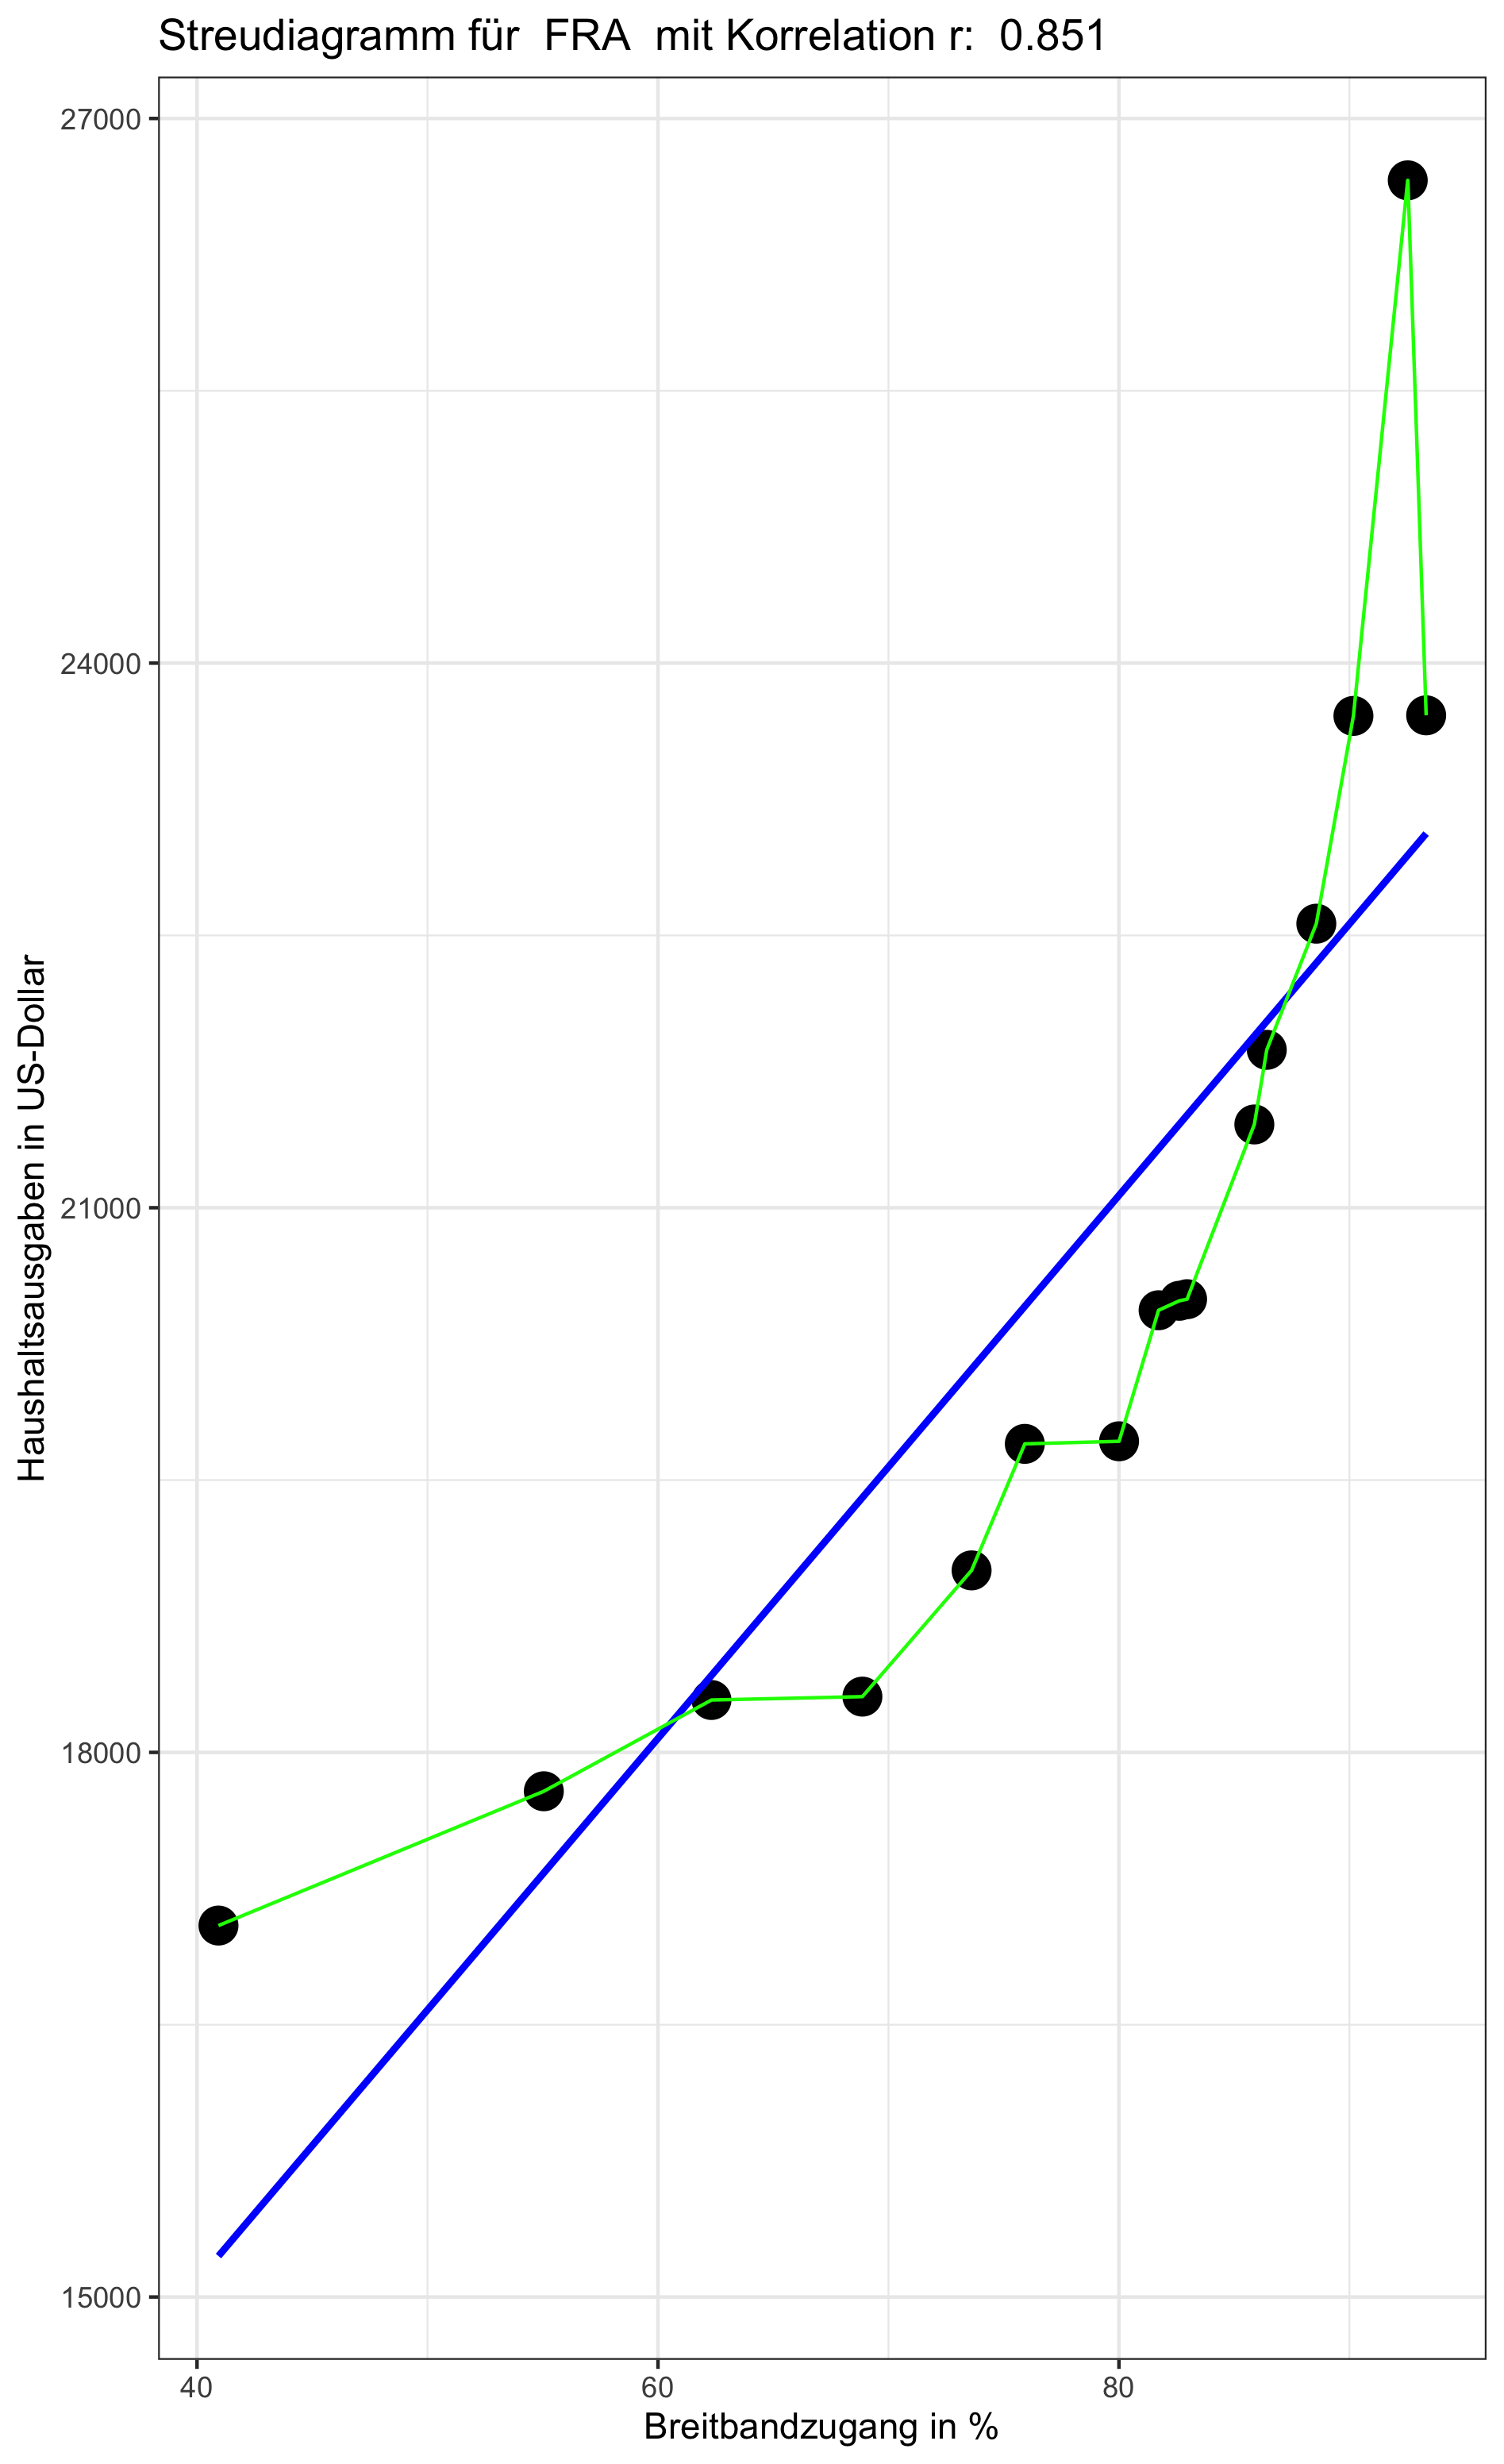 Streudiagramm für FRA mit Korrelation r: 0.851
27000
24000
21000
18000
15000
Haushaltsausgaben in US-Dollar
40 60 80
Breitbandzugang in %